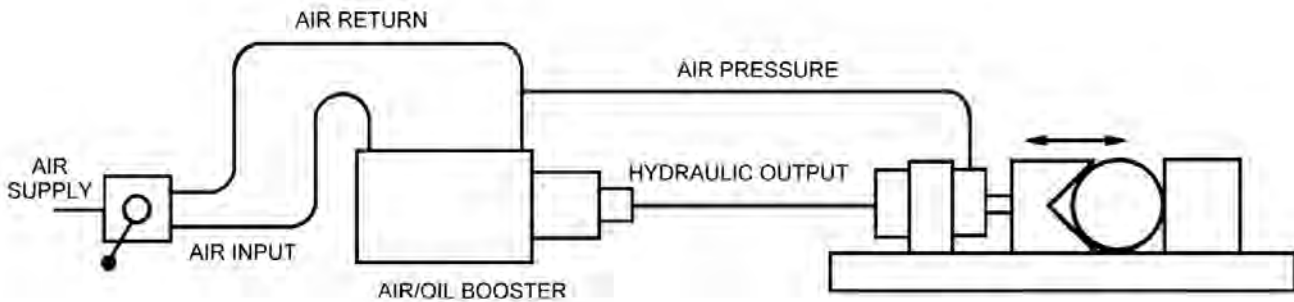 AIR RETURN
AIR PRESSURE
AIR
SUPPLY
HYDRAULIC OUTPUT
AIR INPUT
AIR/OIL BOOSTER